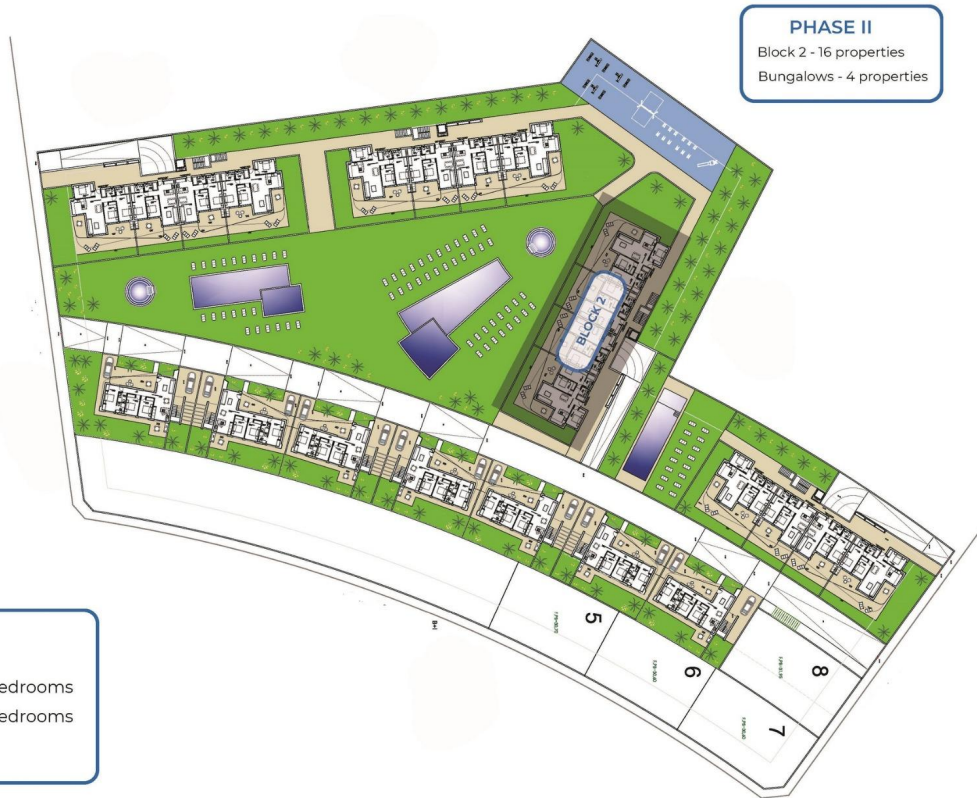 PHASE II
Block 2 - 16 properties
Bungalows - 4 properties
BLOCK 2
5
6
8
7
edrooms
edrooms